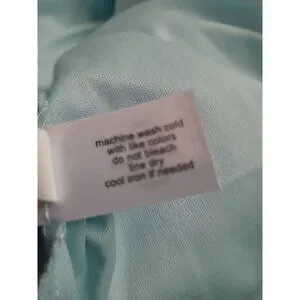 machine wash cold
with like colors
do not bleach
line dry
cool iron if needed